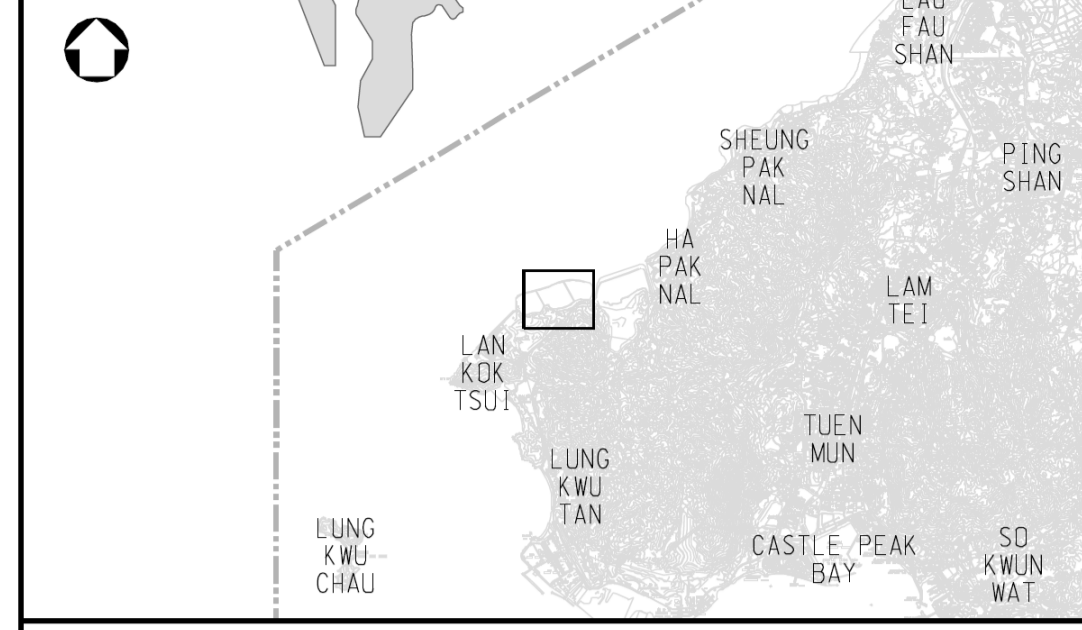 LAU
FAU
SHAN
SHEUNG
PAK
NAL
PING
SHAN
HA
PAK
NAL
LAM
TEI
LAN
KOK
TSUI
TUEN
MUN
LUNG
KWU
TAN
LUNG
KWU
CHAU
CASTLE PEAK
BAY
SO
KWUN
WAT